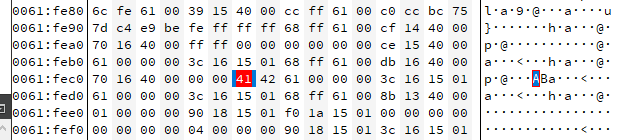 0061:fe80 6c fe 61 00 39 15 40 00 cc ff 61 00 c0 cc bc 75 l·a·9·@···a····u
0061:fe90 7d c4 e9 be fe ff ff ff 68 ff 61 00 cf 14 40 00 }·······h·a···@·
0061:fea0 70 16 40 00 ff ff 00 00 00 00 00 00 ce 15 40 00 p·@···········@·
0061:feb0 61 00 00 00 3c 16 15 01 68 ff 61 00 db 16 40 00 a···<···h·a···@·
0061:fec0 70 16 40 00 00 00 41 42 61 00 00 00 3c 16 15 01 p·@···ABa···<···
0061:fed0 61 00 00 00 3c 16 15 01 68 ff 61 00 8b 13 40 00 a···<···h·a···@·
0061:fee0 01 00 00 00 90 18 15 01 f0 1a 15 01 00 00 00 00 ················
0061:fef0 00 00 00 00 04 00 00 00 90 18 15 01 3c 16 15 01 ············<···